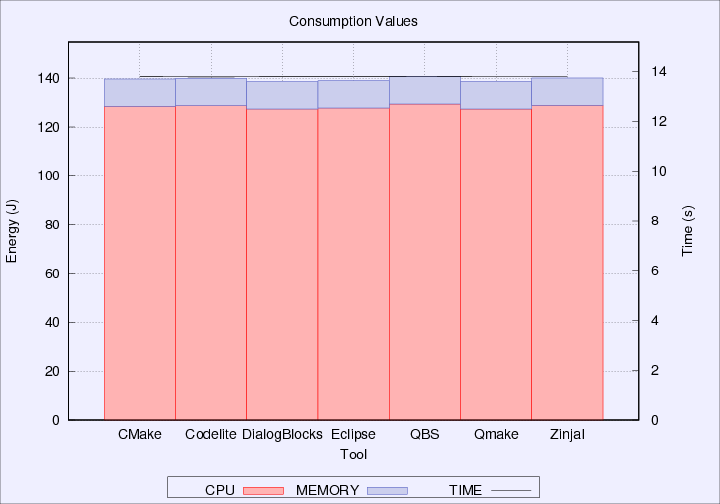 Consumption Values
140
120
100
80
60
40
20
0
14
12
10
8
6
4
2
0
Energy (J)
Time (s)
CMake Codelite DialogBlocks Eclipse QBS Qmake Zinjal
Tool
CPU MEMORY TIME